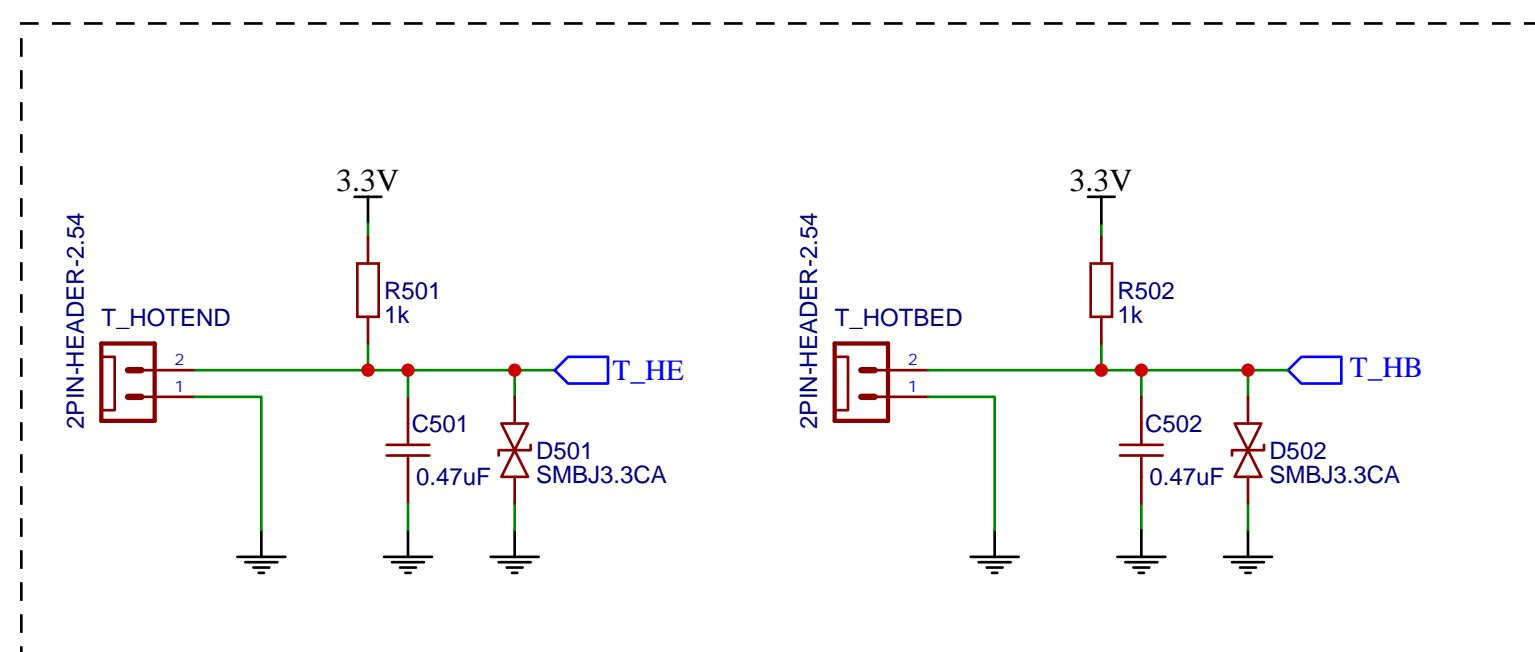 3.3V
R501
1k
2PIN-HEADER-2.54
T_HOTEND
2
1
T_HE
C501
0.47uF
D501
SMBJ3.3CA
3.3V
R502
1k
2PIN-HEADER-2.54
T_HOTBED
2
1
T_HB
C502
0.47uF
D502
SMBJ3.3CA